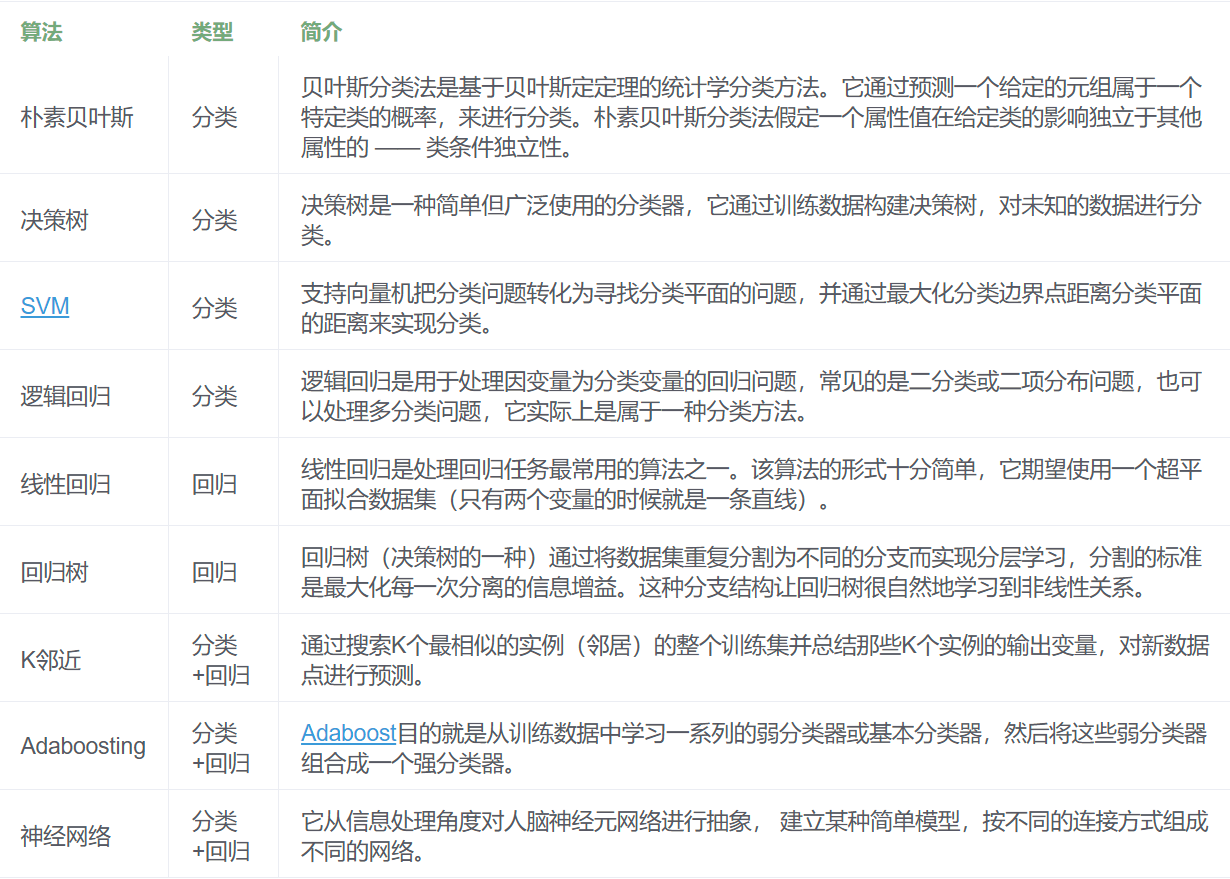 算法 类型 简介
贝叶斯分类法是基于贝叶斯定定理的统计学分类方法。它通过预测一个给定的元组属于一个
朴素贝叶斯 分类 特定类的概率，来进行分类。朴素贝叶斯分类法假定一个属性值在给定类的影响独立于其他
属性的 —— 类条件独立性。
决策树 分类 决策树是一种简单但广泛使用的分类器，它通过训练数据构建决策树，对未知的数据进行分
类。
SVM 分类 支持向量机把分类问题转化为寻找分类平面的问题，并通过最大化分类边界点距离分类平面
的距离来实现分类。
逻辑回归 分类 逻辑回归是用于处理因变量为分类变量的回归问题，常见的是二分类或二项分布问题，也可
以处理多分类问题，它实际上是属于一种分类方法。
线性回归 回归 线性回归是处理回归任务最常用的算法之一。该算法的形式十分简单，它期望使用一个超平
面拟合数据集（只有两个变量的时候就是一条直线）。
回归树 回归 回归树（决策树的一种）通过将数据集重复分割为不同的分支而实现分层学习，分割的标准
是最大化每一次分离的信息增益。这种分支结构让回归树很自然地学习到非线性关系。
K邻近 分类 通过搜索K个最相似的实例（邻居）的整个训练集并总结那些K个实例的输出变量，对新数据
+回归 点进行预测。
Adaboosting 分类 Adaboost目的就是从训练数据中学习一系列的弱分类器或基本分类器，然后将这些弱分类器
+回归 组合成一个强分类器。
神经网络 分类 它从信息处理角度对人脑神经元网络进行抽象， 建立某种简单模型，按不同的连接方式组成
+回归 不同的网络。